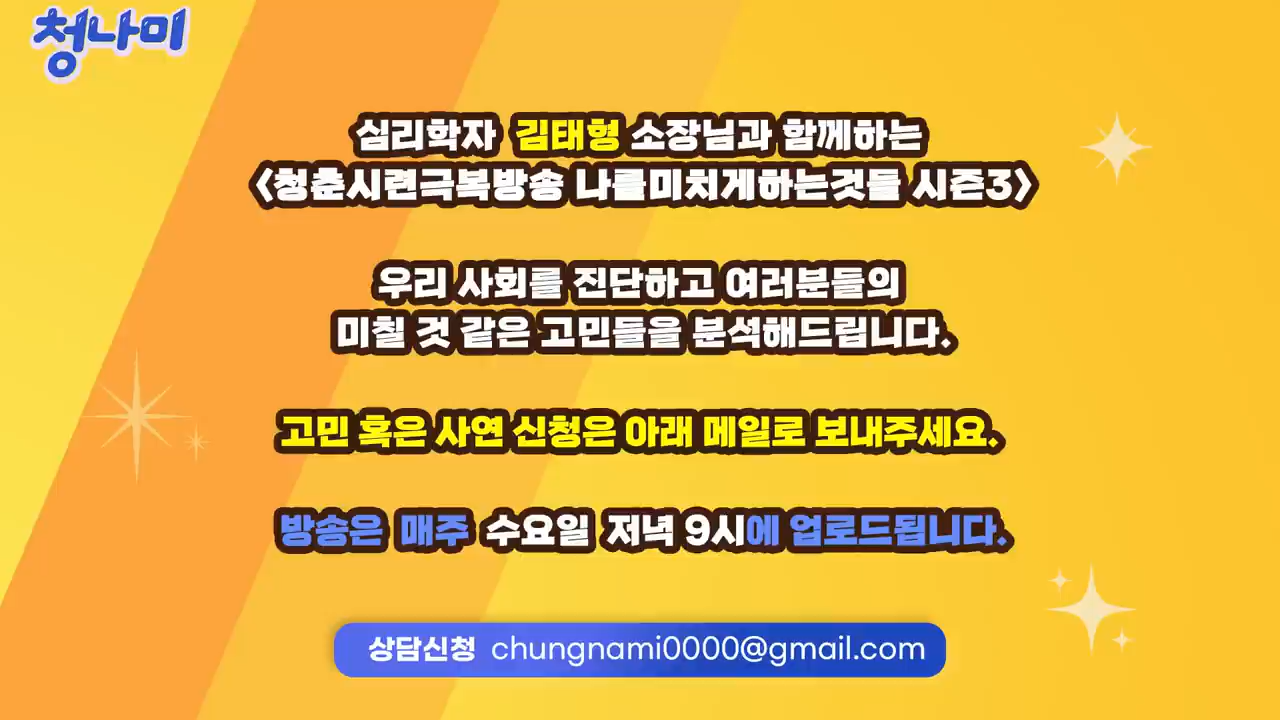 청나미
심리학자 김태형 소장님과 함께하는
<청춘시련극복방송 나를미치게하는것들 시즌3>
우리 사회를 진단하고 여러분들의
미칠 것 같은 고민들을 분석해드립니다.
고민 혹은 사연 신청은 아래 메일로 보내주세요.
방송은 매주 수요일 저녁 9시에 업로드됩니다.
상담신청 chungnami0000@gmail.com